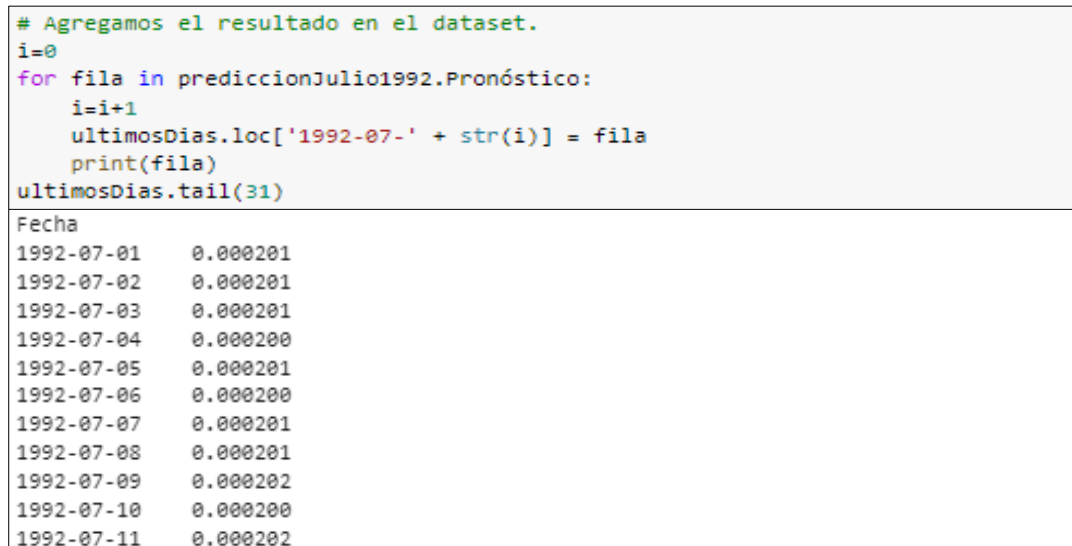 # Agregamos el resultado en el dataset.
i=0
for fila in prediccionJulio1992.Pronóstico:
    i=i+1
    ultimosDias.loc['1992-07-' + str(i)] = fila
    print(fila)
ultimosDias.tail(31)
Fecha
1992-07-01    0.000201
1992-07-02    0.000201
1992-07-03    0.000201
1992-07-04    0.000200
1992-07-05    0.000201
1992-07-06    0.000200
1992-07-07    0.000201
1992-07-08    0.000201
1992-07-09    0.000202
1992-07-10    0.000200
1992-07-11    0.000202